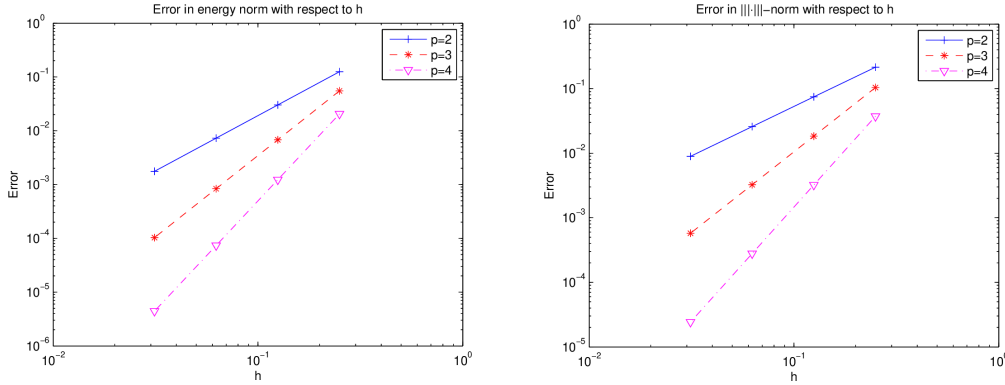 Error in energy norm with respect to h
10^0
10^-1
10^-2
10^-3
10^-4
10^-5
10^-6
Error
p=2
p=3
p=4
10^-2
10^-1
10^0
h
Error in |||·|||-norm with respect to h
10^0
10^-1
10^-2
10^-3
10^-4
10^-5
Error
p=2
p=3
p=4
10^-2
10^-1
10^0
h